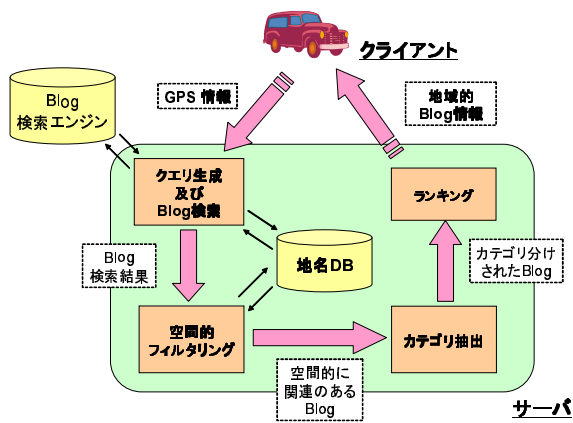 クライアント
GPS 情報
地域的
Blog情報
Blog
検索エンジン
クエリ生成
及び
Blog検索
ランキング
Blog
検索結果
地名DB
カテゴリ分け
されたBlog
空間的
フィルタリング
カテゴリ抽出
空間的に
関連のある
Blog
サーバ